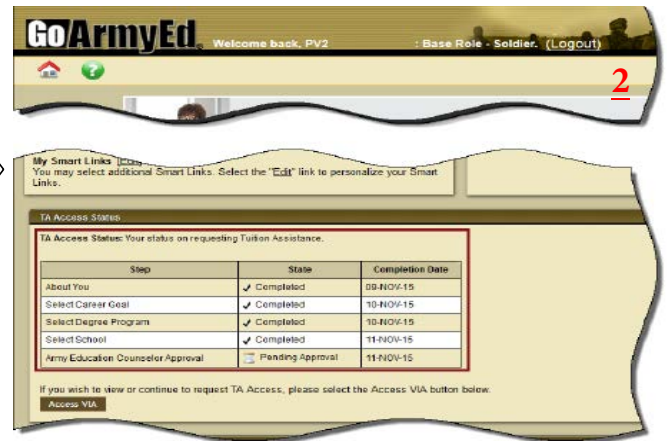 GoArmyEd. Welcome back, PV2 : Base Role - Soldier. (Logout)
2
My Smart Links [Edit]
You may select additional Smart Links. Select the "Edit" link to personalize your Smart
Links.
TA Access Status
TA Access Status: Your status on requesting Tuition Assistance.
Step State Completion Date
About You Completed 09-NOV-15
Select Career Goal Completed 10-NOV-15
Select Degree Program Completed 10-NOV-15
Select School Completed 11-NOV-15
Army Education Counselor Approval Pending Approval 11-NOV-15
If you wish to view or continue to request TA Access, please select the Access VIA button below.
Access VIA